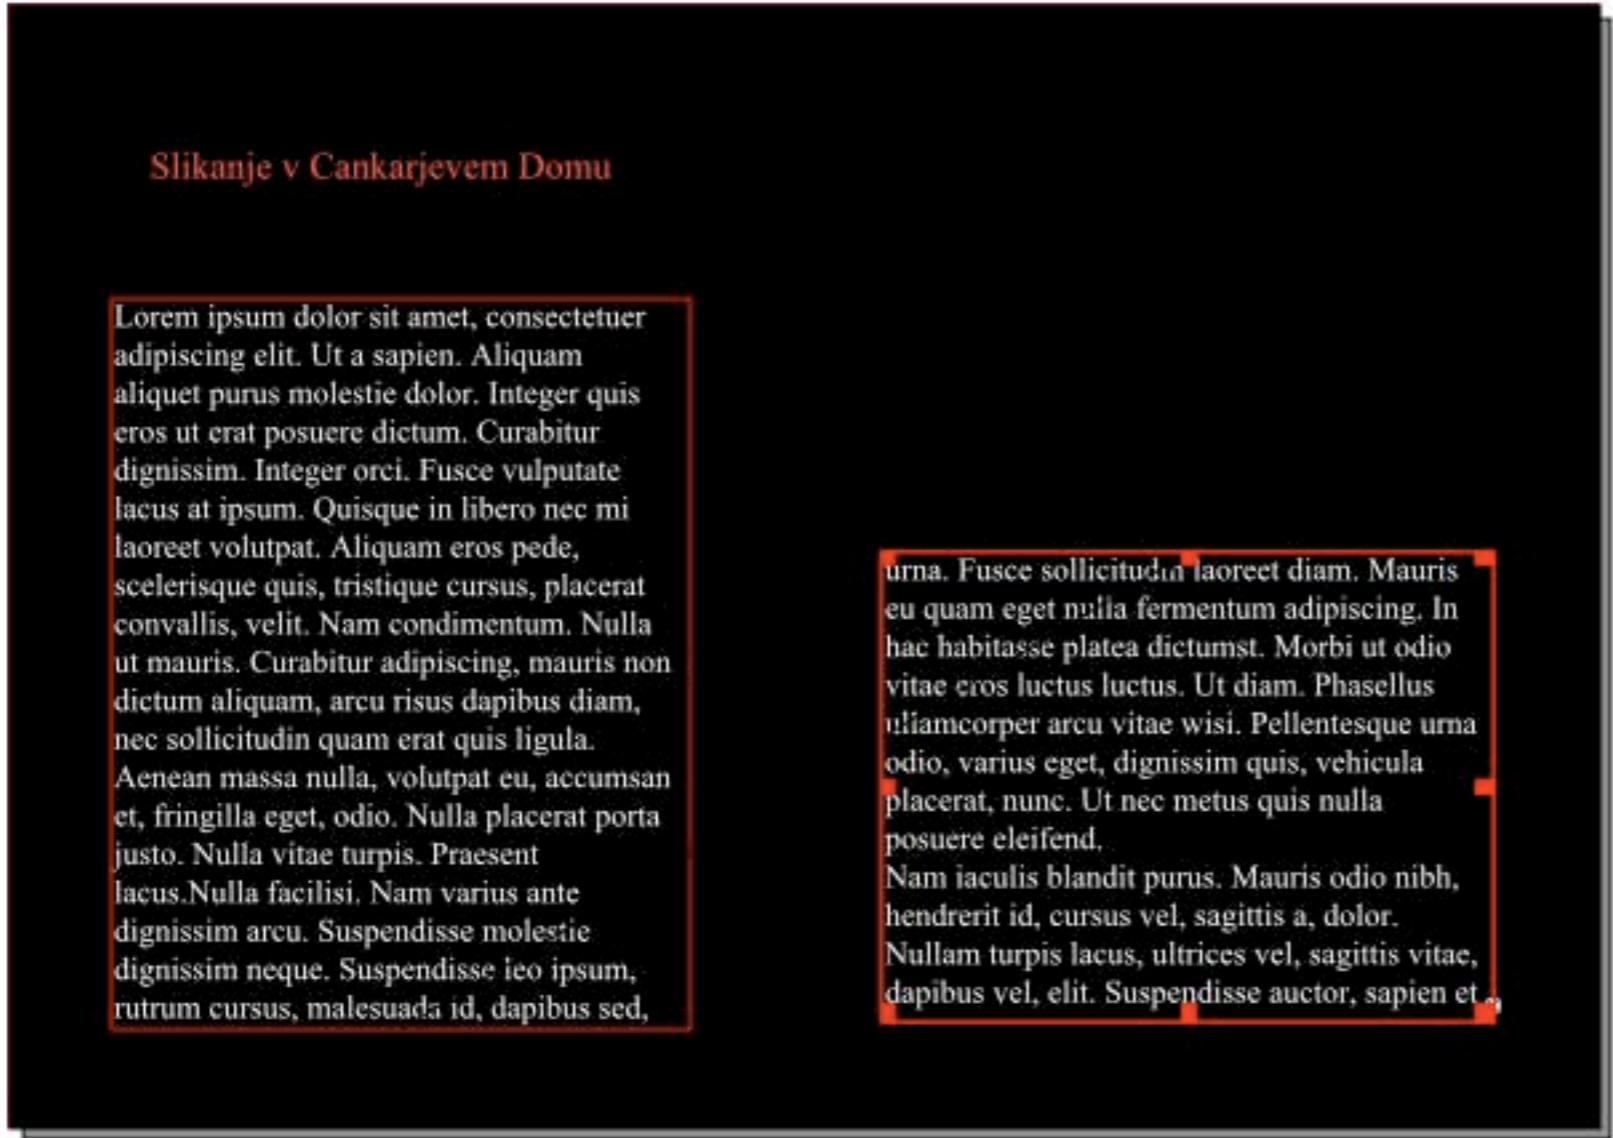 Slikanje v Cankarjevem Domu
Lorem ipsum dolor sit amet, consectetuer
adipiscing elit. Ut a sapien. Aliquam
aliquet purus molestie dolor. Integer quis
eros ut erat posuere dictum. Curabitur
dignissim. Integer orci. Fusce vulputate
lacus at ipsum. Quisque in libero nec mi
laoreet volutpat. Aliquam eros pede,
scelerisque quis, tristique cursus, placerat
convallis, velit. Nam condimentum. Nulla
ut mauris. Curabitur adipiscing, mauris non
dictum aliquam, arcu risus dapibus diam,
nec sollicitudin quam erat quis ligula.
Aenean massa nulla, volutpat eu, accumsan
et, fringilla eget, odio. Nulla placerat porta
justo. Nulla vitae turpis. Praesent
lacus.Nulla facilisi. Nam varius ante
dignissim arcu. Suspendisse molestie
dignissim neque. Suspendisse leo ipsum,
rutrum cursus, malesuada id, dapibus sed,
urna. Fusce sollicitudin laoreet diam. Mauris
eu quam eget nulla fermentum adipiscing. In
hac habitasse platea dictumst. Morbi ut odio
vitae eros luctus luctus. Ut diam. Phasellus
ullamcorper arcu vitae wisi. Pellentesque urna
odio, varius eget, dignissim quis, vehicula
placerat, nunc. Ut nec metus quis nulla
posuere eleifend.
Nam iaculis blandit purus. Mauris odio nibh,
hendrerit id, cursus vel, sagittis a, dolor.
Nullam turpis lacus, ultrices vel, sagittis vitae,
dapibus vel, elit. Suspendisse auctor, sapien et